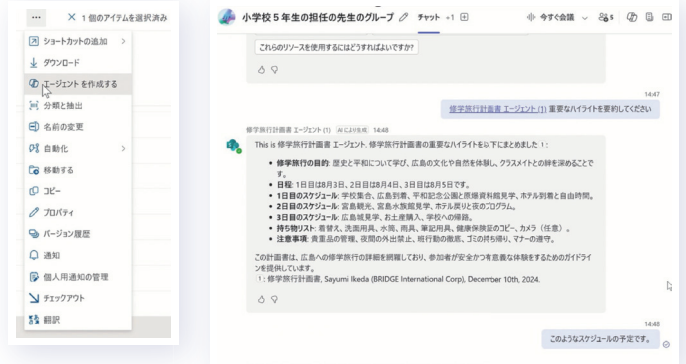 … × 1 個のアイテムを選択済み
ショートカットの追加 >
ダウンロード
エージェント を作成する
分類と抽出
名前の変更
自動化 >
移動する
コピー
プロパティ
バージョン履歴
通知
個人用通知の管理
チェックアウト
翻訳
小学校 5 年生の担任の先生のグループ チャット +1
今すぐ会議 5
これらのリソースを使用するにはどうすればよいですか?
14:47
修学旅行計画書 エージェント (1) 重要なハイライトを要約してください
修学旅行計画書 エージェント (1) AI により生成 14:48
This is 修学旅行計画書 エージェント. 修学旅行計画書の重要なハイライトを以下にまとめました 1:
• 修学旅行の目的: 歴史と平和について学び、広島の文化や自然を体験し、クラスメイトとの絆を深めることで
す。
• 日程: 1日目は8月3日、2日目は8月4日、3日目は8月5日です。
• 1日目のスケジュール: 学校集合、広島到着、平和記念公園と原爆資料館見学、ホテル到着と自由時間。
• 2日目のスケジュール: 宮島観光、宮島水族館見学、ホテル戻りと夜のプログラム。
• 3日目のスケジュール: 広島城見学、お土産購入、学校への帰路。
• 持ち物リスト: 着替え、洗面用具、水筒、雨具、筆記用具、健康保険証のコピー、カメラ（任意）。
• 注意事項: 貴重品の管理、夜間の外出禁止、班行動の徹底、ゴミの持ち帰り、マナーの遵守。
この計画書は、広島への修学旅行の詳細を網羅しており、参加者が安全かつ有意義な体験をするためのガイドライ
ンを提供しています。
1: 修学旅行計画書, Sayumi Ikeda (BRIDGE International Corp), December 10th, 2024.
14:48
このようなスケジュールの予定です。